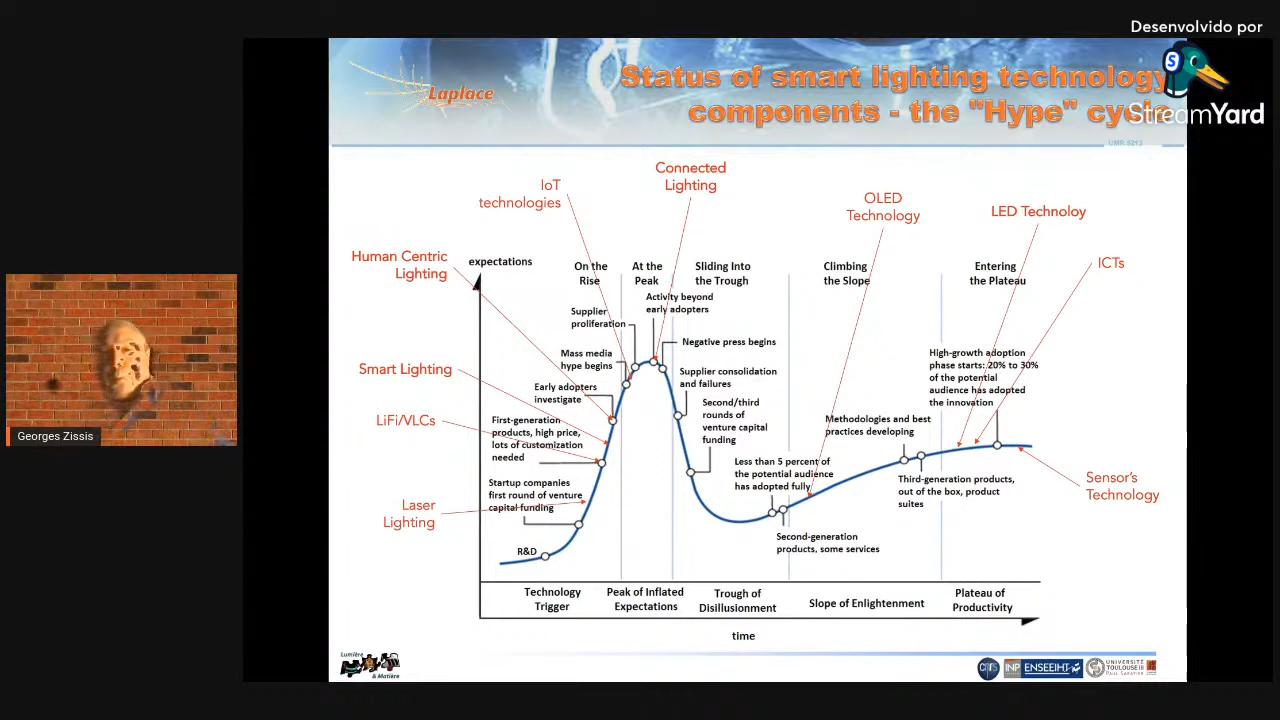 Desenvolvido por
StreamYard
Laplace
Status of smart lighting technology
components - the "Hype" cycle
UMR 5213
Connected
Lighting
IoT
technologies
OLED
Technology
LED Technoloy
Human Centric
Lighting
ICTs
expectations
On the
Rise
At the
Peak
Sliding Into
the Trough
Climbing
the Slope
Entering
the Plateau
Activity beyond
early adopters
Supplier
proliferation
Negative press begins
Mass media
hype begins
High-growth adoption
phase starts: 20% to 30%
of the potential
audience has adopted
the innovation
Smart Lighting
Supplier consolidation
and failures
Early adopters
investigate
Second/third
rounds of
venture capital
funding
LiFi/VLCs
First-generation
products, high price,
lots of customization
needed
Methodologies and best
practices developing
Georges Zissis
Less than 5 percent of
the potential audience
has adopted fully
Startup companies
first round of venture
capital funding
Third-generation products,
out of the box, product
suites
Sensor's
Technology
Laser
Lighting
R&D
Second-generation
products, some services
Technology
Trigger
Peak of Inflated
Expectations
Trough of
Disillusionment
Slope of Enlightenment
Plateau of
Productivity
time
Lumière
& Matière
INP
ENSEEIHT
UNIVERSITÉ
TOULOUSE III
PAUL SABATIER